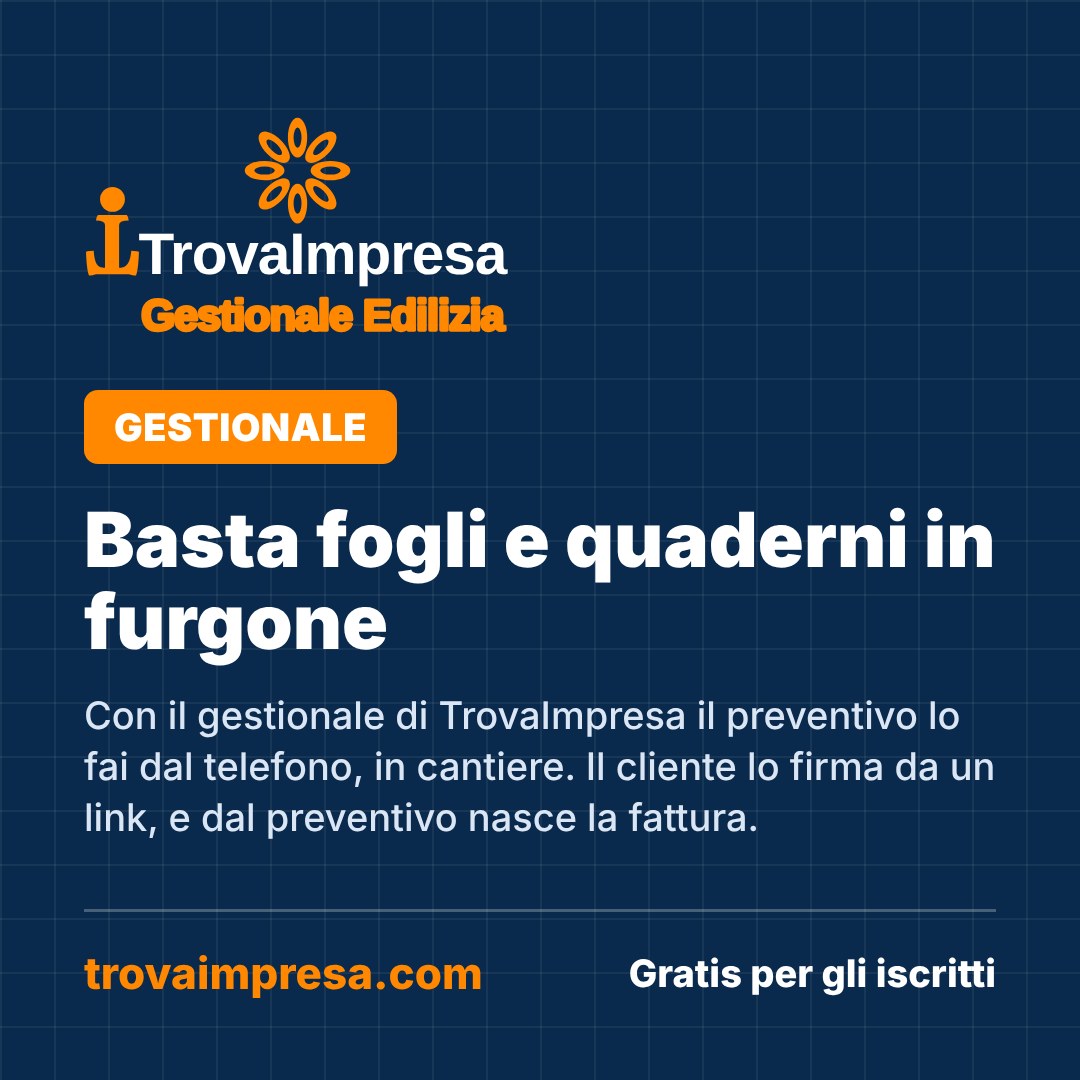 TrovaImpresa
Gestionale Edilizia
GESTIONALE
Basta fogli e quaderni in
furgone
Con il gestionale di TrovaImpresa il preventivo lo
fai dal telefono, in cantiere. Il cliente lo firma da un
link, e dal preventivo nasce la fattura.
trovaimpresa.com
Gratis per gli iscritti